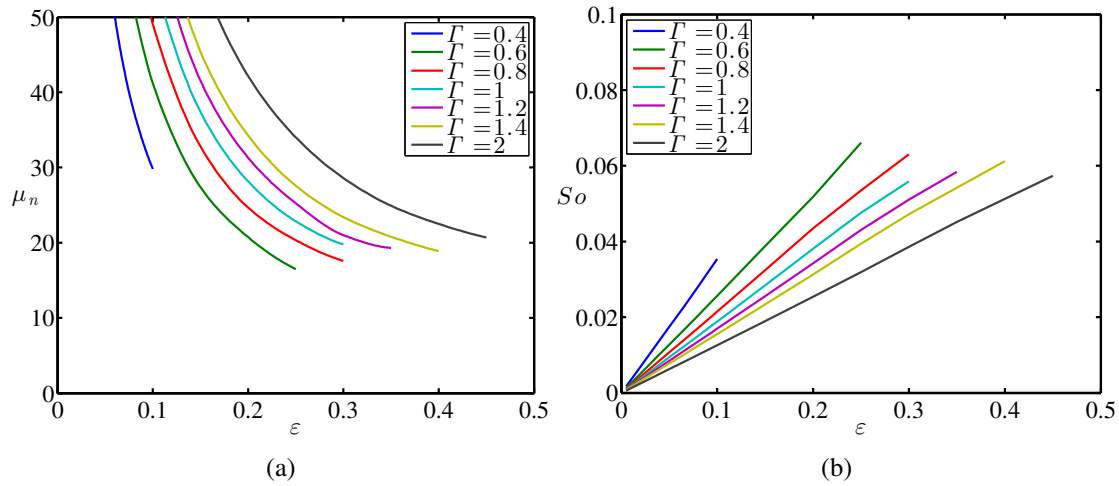 50
40
30
20
10
0
μn
0
0.1
0.2
0.3
0.4
0.5
ε
Γ = 0.4
Γ = 0.6
Γ = 0.8
Γ = 1
Γ = 1.2
Γ = 1.4
Γ = 2
(a)
0.1
0.08
0.06
0.04
0.02
0
So
0
0.1
0.2
0.3
0.4
0.5
ε
Γ = 0.4
Γ = 0.6
Γ = 0.8
Γ = 1
Γ = 1.2
Γ = 1.4
Γ = 2
(b)